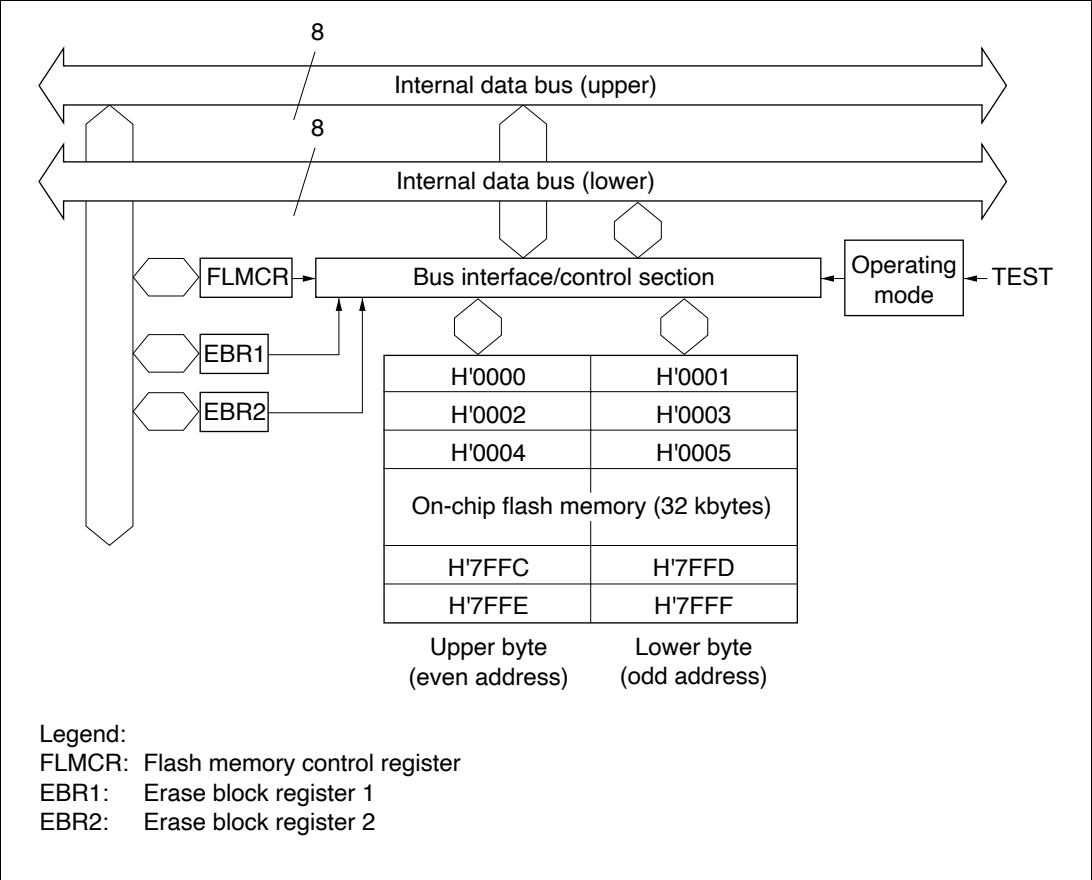 8
Internal data bus (upper)
8
Internal data bus (lower)
FLMCR
Bus interface/control section
Operating
mode
TEST
EBR1
EBR2
H'0000 H'0001
H'0002 H'0003
H'0004 H'0005
On-chip flash memory (32 kbytes)
H'7FFC H'7FFD
H'7FFE H'7FFF
Upper byte
(even address)
Lower byte
(odd address)
Legend:
FLMCR: Flash memory control register
EBR1: Erase block register 1
EBR2: Erase block register 2